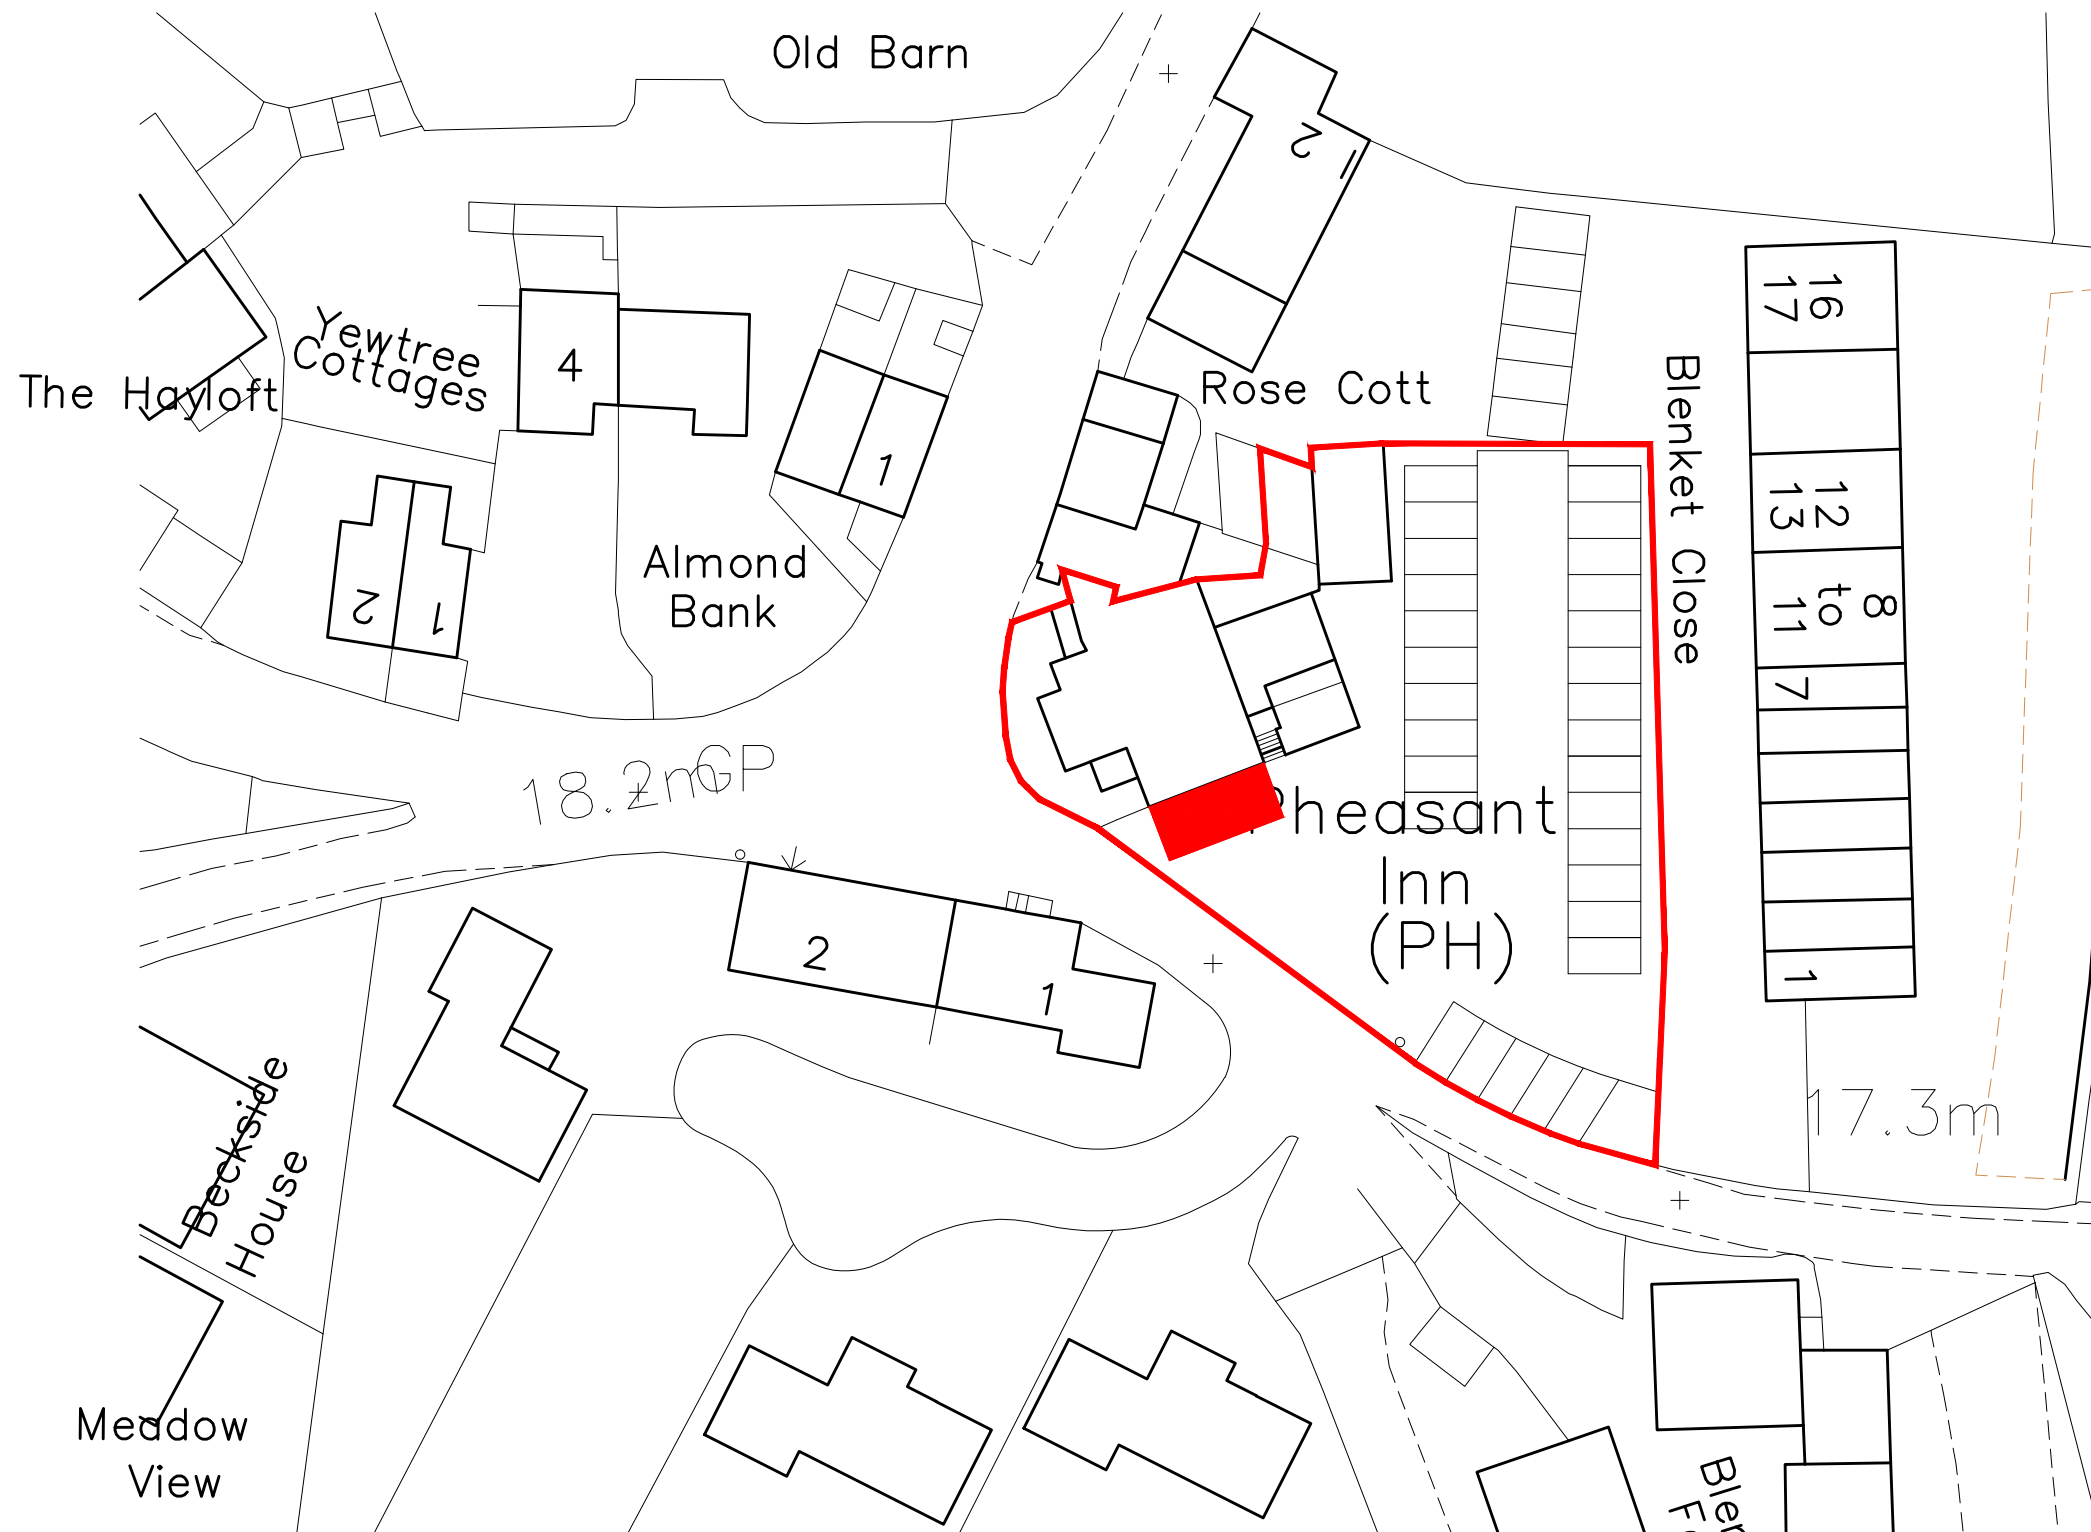 Old Barn
2
Yewtree
Cottages
4
The Hayloft
Rose Cott
1
16
17
Blenket Close
12
13
Almond
Bank
2
1
8
to
11
7
18.2m
GP
Pheasant
Inn
(PH)
2
1
1
Beckside
House
17.3m
Meadow
View